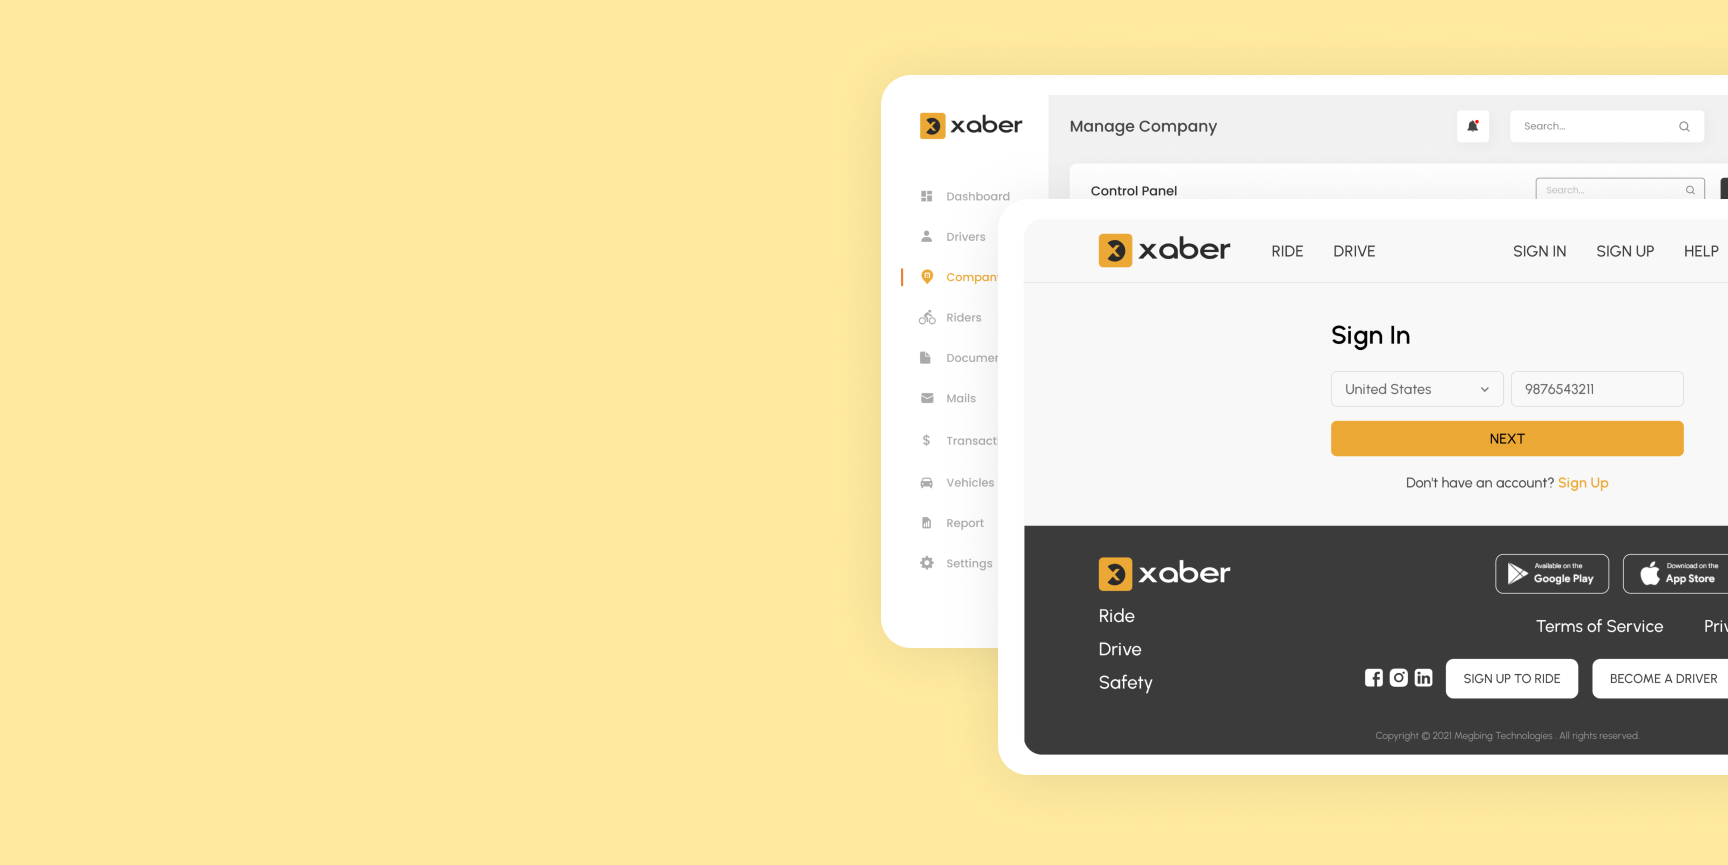 xaber
Manage Company
Search...
Control Panel
Search...
Dashboard
Drivers
Company
Riders
Documen
Mails
Transact
Vehicles
Report
Settings
xaber
RIDE
DRIVE
SIGN IN
SIGN UP
HELP
Sign In
United States
9876543211
NEXT
Don't have an account? Sign Up
xaber
Available on the
Google Play
Download on the
App Store
Ride
Drive
Safety
Terms of Service
Priv
SIGN UP TO RIDE
BECOME A DRIVER
Copyright © 2021 Megbing Technologies . All rights reserved.